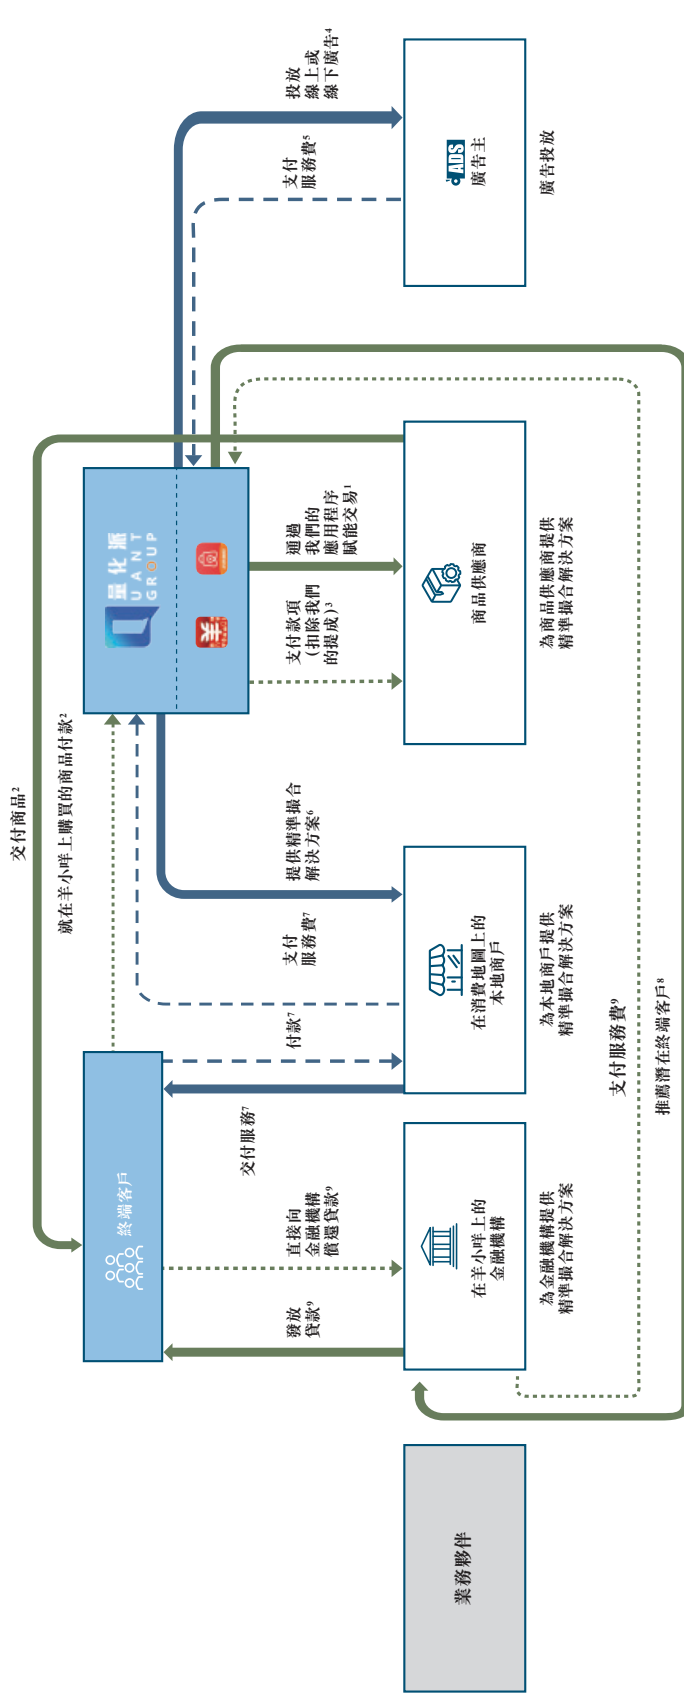 交付商品²
就在羊小咩上購買的商品付款²
終端客戶
量化派
UANT
GROUP
發放
貸款⁹
直接向
金融機構
償還貸款⁹
交付服務⁷
付款⁷
支付
服務費⁷
提供精準撮合
解決方案⁶
支付款項
(扣除我們
的提成)³
通過
我們的
應用程序
賦能交易¹
支付
服務費⁵
投放
線上或
線下廣告⁴
業務夥伴
在羊小咩上的
金融機構
在消費地圖上的
本地商戶
商品供應商
ADS
廣告主
為金融機構提供
精準撮合解決方案
為本地商戶提供
精準撮合解決方案
為商品供應商提供
精準撮合解決方案
廣告投放
支付服務費⁹
推薦潛在終端客戶⁸